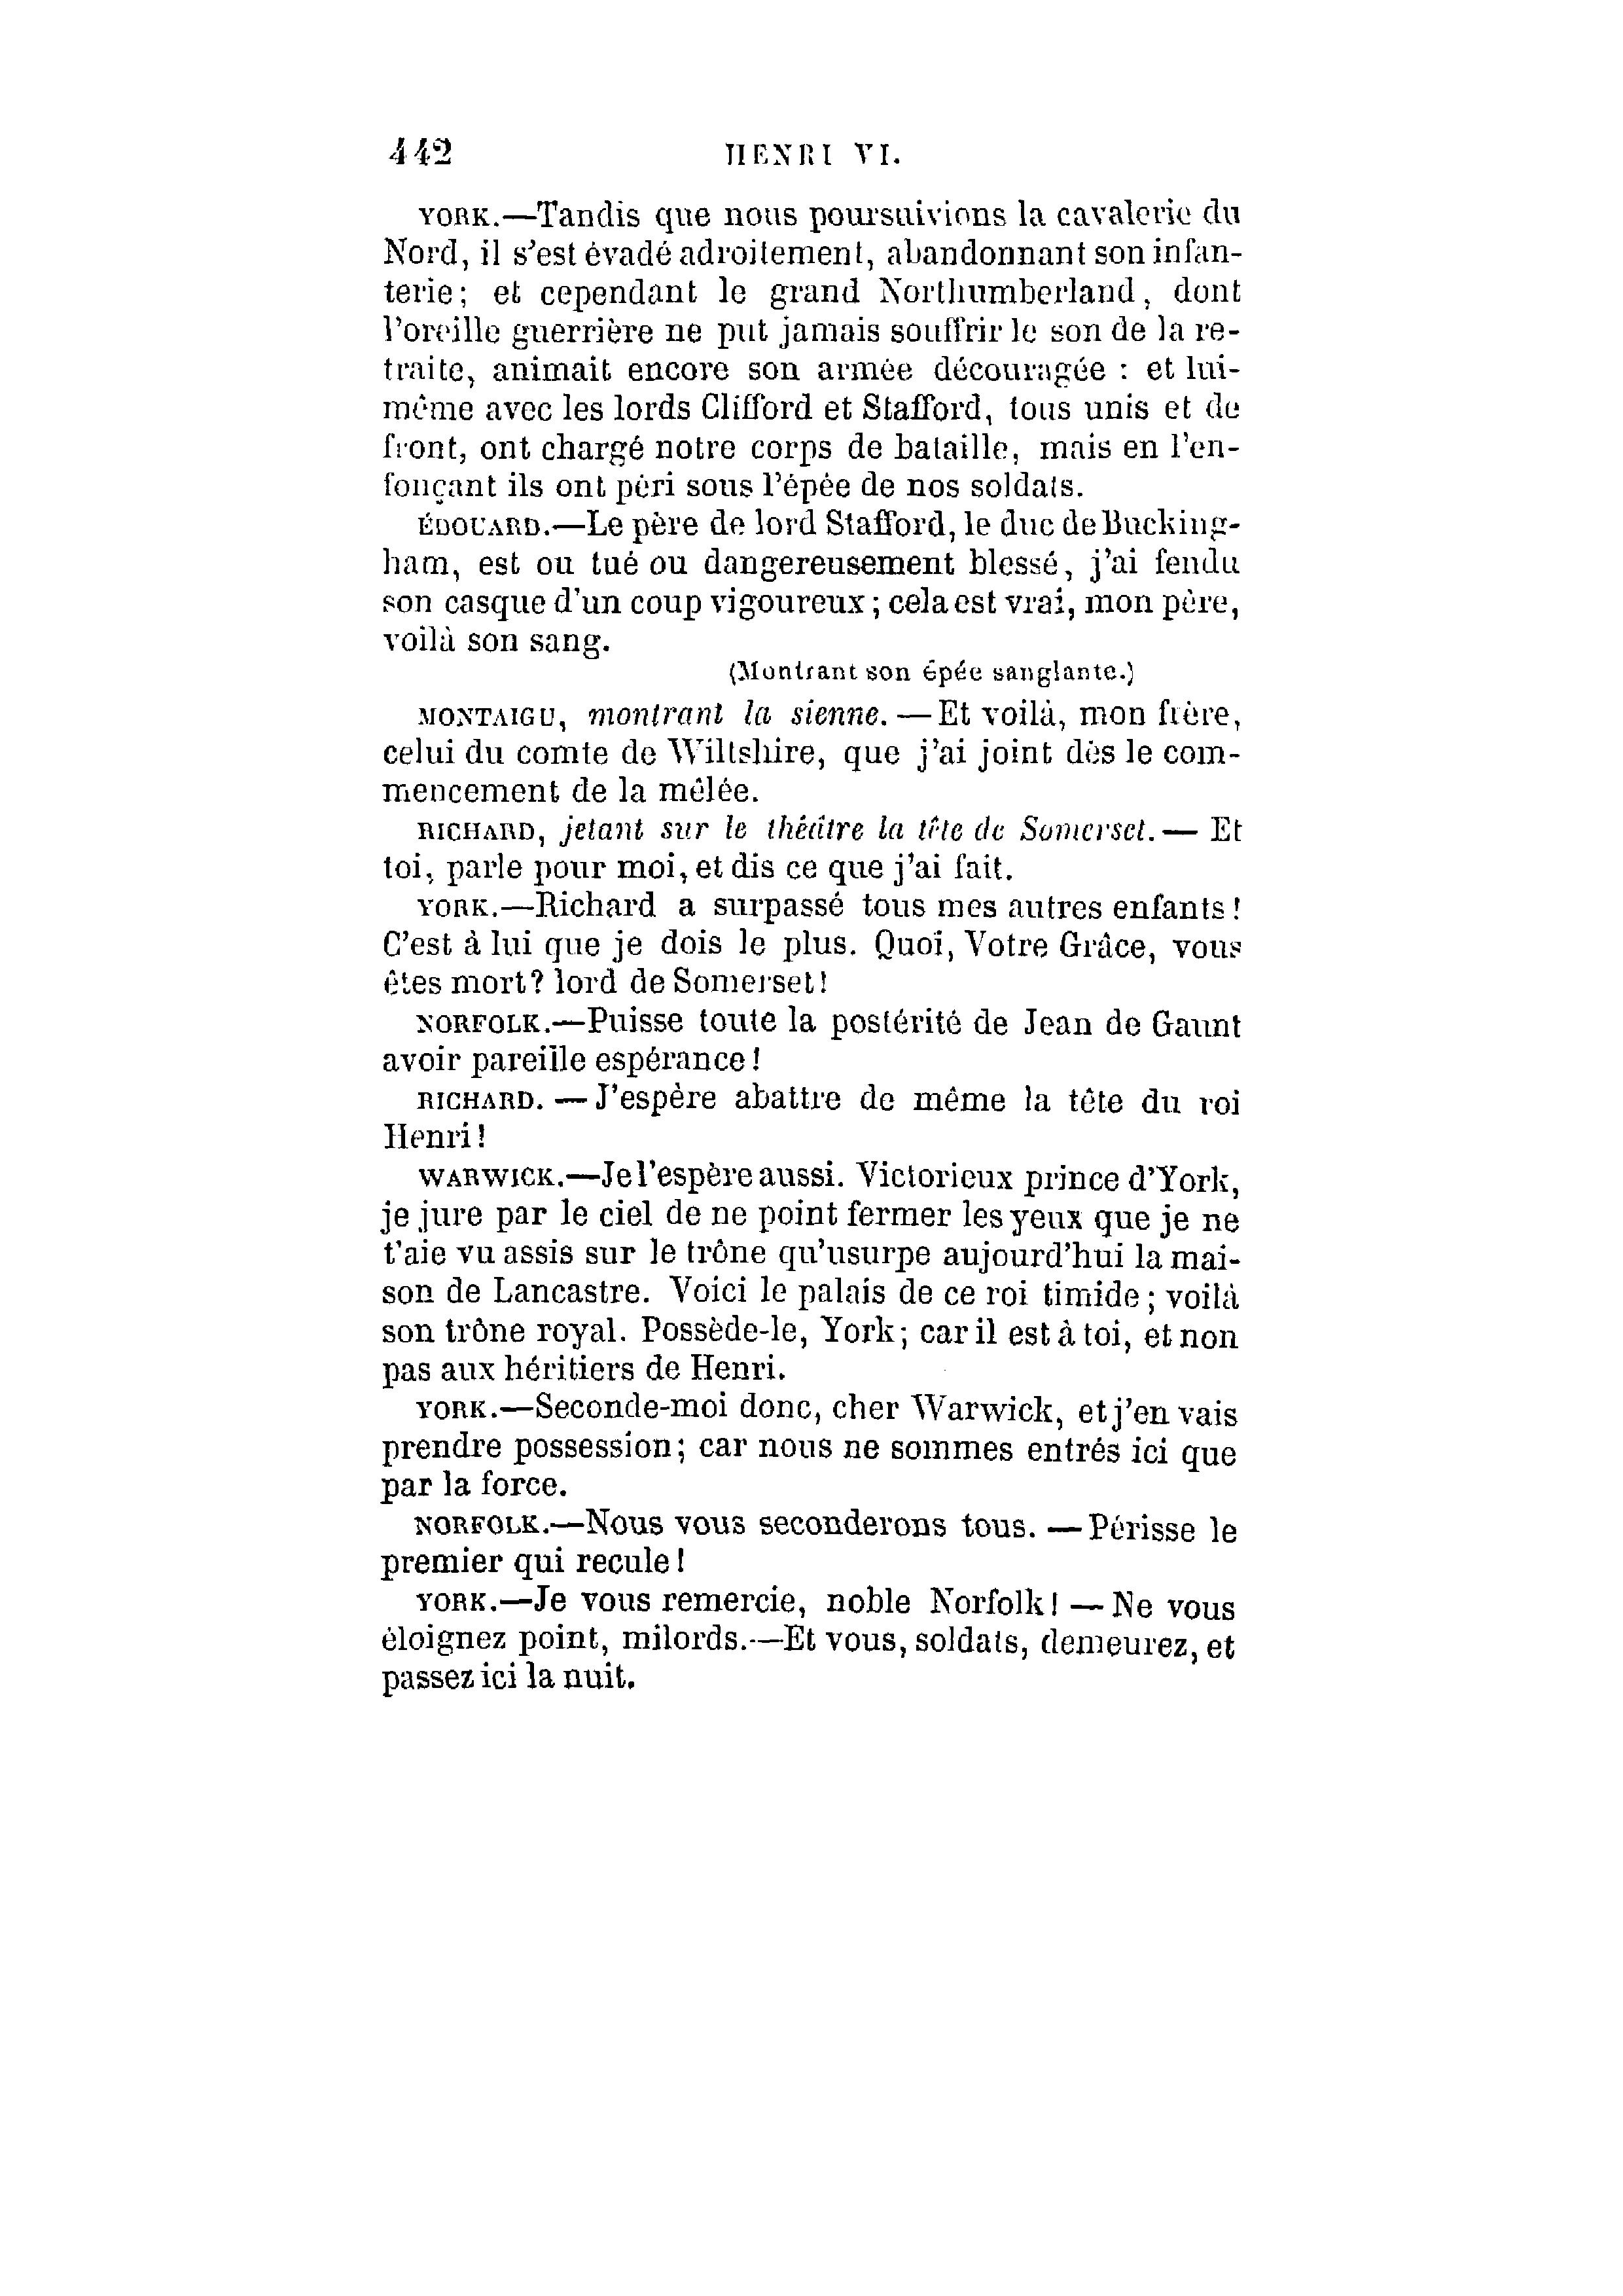 442 HENRI VI.
YORK.—Tandis que nous poursuivions la cavalerie du
Nord, il s'est évadé adroitement, abandonnant son infan-
terie; et cependant le grand Northumberland, dont
l'oreille guerrière ne put jamais souffrir le son de la re-
traite, animait encore son armée découragée : et lui-
même avec les lords Clifford et Stafford, tous unis et de
front, ont chargé notre corps de bataille, mais en l'en-
fonçant ils ont péri sous l'épée de nos soldats.
ÉDOUARD.—Le père de lord Stafford, le duc de Bucking-
ham, est ou tué ou dangereusement blessé, j'ai fendu
son casque d'un coup vigoureux ; cela est vrai, mon père,
voilà son sang.
(Montrant son épée sanglante.)
MONTAIGU, montrant la sienne. — Et voilà, mon frère,
celui du comte de Wiltshire, que j'ai joint dès le com-
mencement de la mêlée.
RICHARD, jetant sur le théâtre la tête de Somerset. — Et
toi, parle pour moi, et dis ce que j'ai fait.
YORK.—Richard a surpassé tous mes autres enfants !
C'est à lui que je dois le plus. Quoi, Votre Grâce, vous
êtes mort? lord de Somerset!
NORFOLK.—Puisse toute la postérité de Jean de Gaunt
avoir pareille espérance !
RICHARD. — J'espère abattre de même la tête du roi
Henri !
WARWICK.—Je l'espère aussi. Victorieux prince d'York,
je jure par le ciel de ne point fermer les yeux que je ne
t'aie vu assis sur le trône qu'usurpe aujourd'hui la mai-
son de Lancastre. Voici le palais de ce roi timide ; voilà
son trône royal. Possède-le, York; car il est à toi, et non
pas aux héritiers de Henri.
YORK.—Seconde-moi donc, cher Warwick, et j'en vais
prendre possession; car nous ne sommes entrés ici que
par la force.
NORFOLK.—Nous vous seconderons tous. — Périsse le
premier qui recule !
YORK.—Je vous remercie, noble Norfolk! — Ne vous
éloignez point, milords.—Et vous, soldats, demeurez, et
passez ici la nuit.